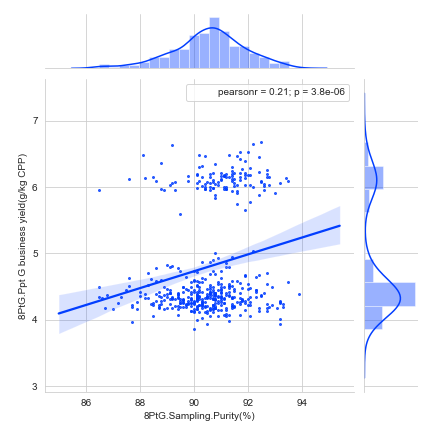 pearsonr = 0.21; p = 3.8e-06
8PtG.Fpt G business yield(g/kg CPP)
7
6
5
4
3
86 88 90 92 94
8PtG.Sampling.Purity(%)